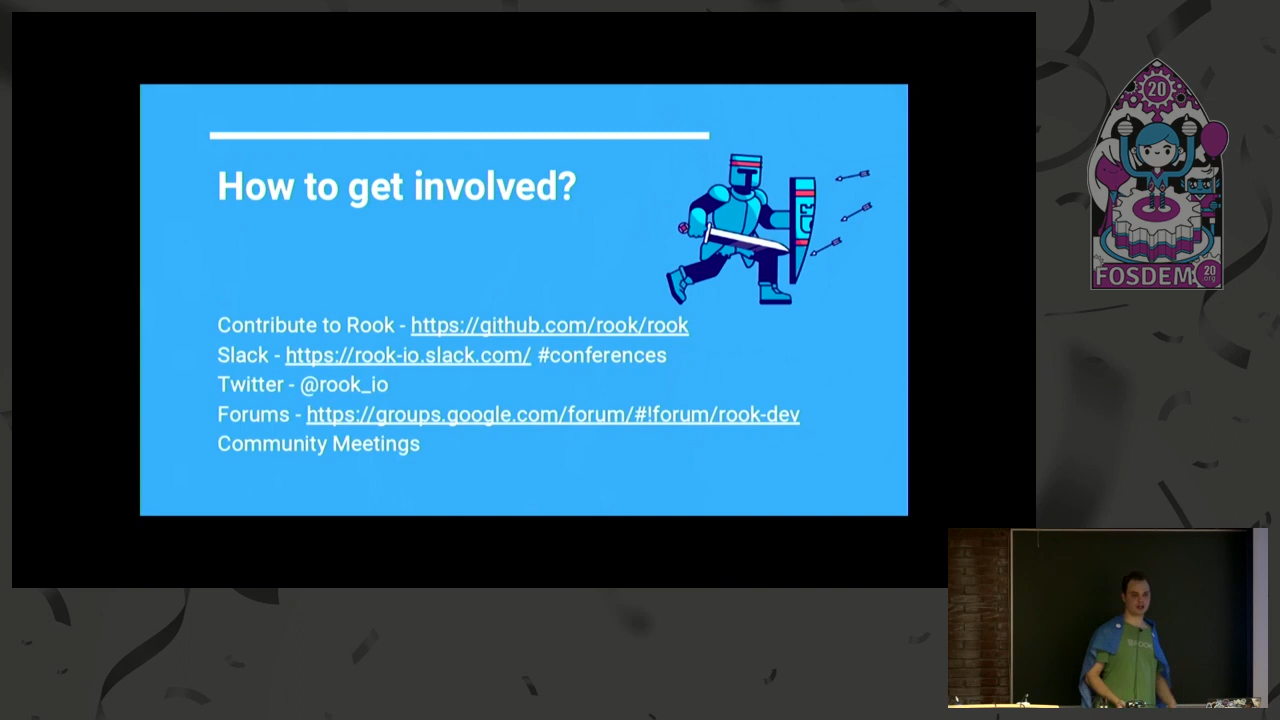 How to get involved?
Contribute to Rook - https://github.com/rook/rook
Slack - https://rook-io.slack.com/ #conferences
Twitter - @rook_io
Forums - https://groups.google.com/forum/#!forum/rook-dev
Community Meetings
20
FOSDEM
20
org